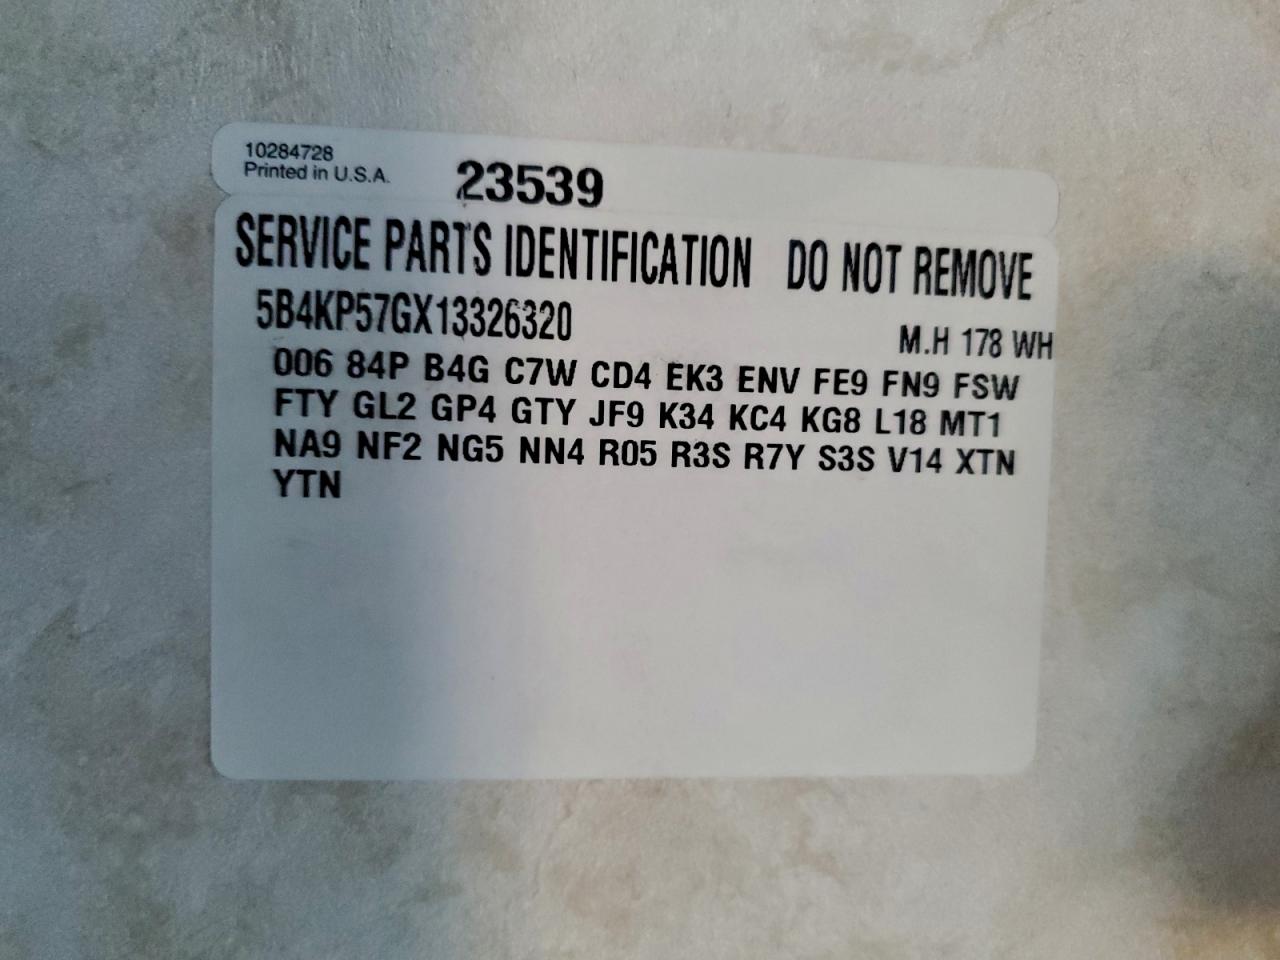 10284728
Printed in U.S.A.
23539
SERVICE PARTS IDENTIFICATION DO NOT REMOVE
5B4KP57GX13326320
M.H 178 WH
006 84P B4G C7W CD4 EK3 ENV FE9 FN9 FSW
FTY GL2 GP4 GTY JF9 K34 KC4 KG8 L18 MT1
NA9 NF2 NG5 NN4 R05 R3S R7Y S3S V14 XTN
YTN